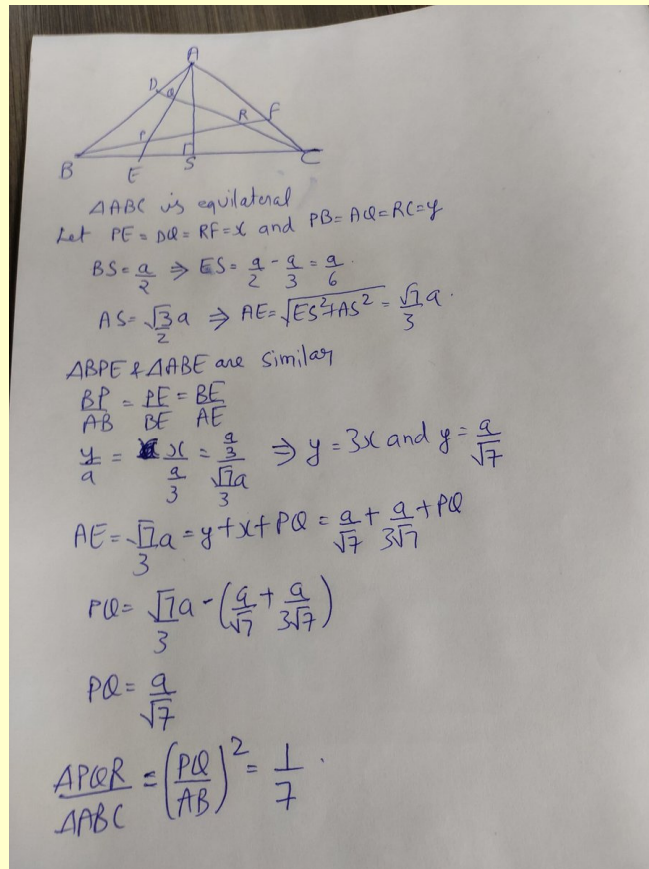 A
D
Q
F
R
P
B
E
S
C
ΔABC is equilateral
Let PE = DQ = RF = x and PB = AQ = RC = y
BS = a/2 ⇒ ES = a/2 - a/3 = a/6.
AS = √3/2 a ⇒ AE = √(ES²+AS²) = √7/3 a.
ΔBPE & ΔABE are similar
BP/AB = PE/BE = BE/AE
y/a = x/(a/3) = (a/3)/(√7a/3) ⇒ y = 3x and y = a/√7
AE = √7a/3 = y + x + PQ = a/√7 + a/3√7 + PQ
PQ = √7a/3 - (a/√7 + a/3√7)
PQ = a/√7
ΔPQR/ΔABC = (PQ/AB)² = 1/7.